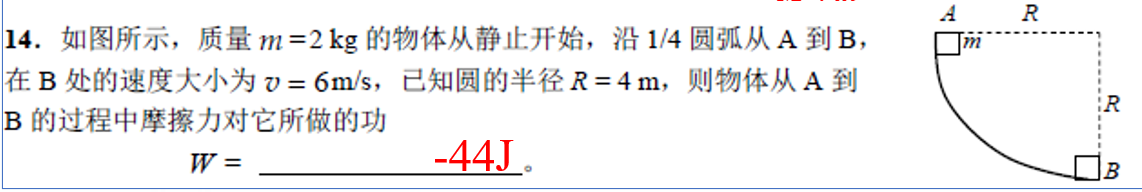 14. 如图所示，质量 m =2 kg 的物体从静止开始，沿 1/4 圆弧从 A 到 B，
在 B 处的速度大小为 v = 6m/s，已知圆的半径 R = 4 m，则物体从 A 到
B 的过程中摩擦力对它所做的功
W = -44J 。
A R
m
R
B